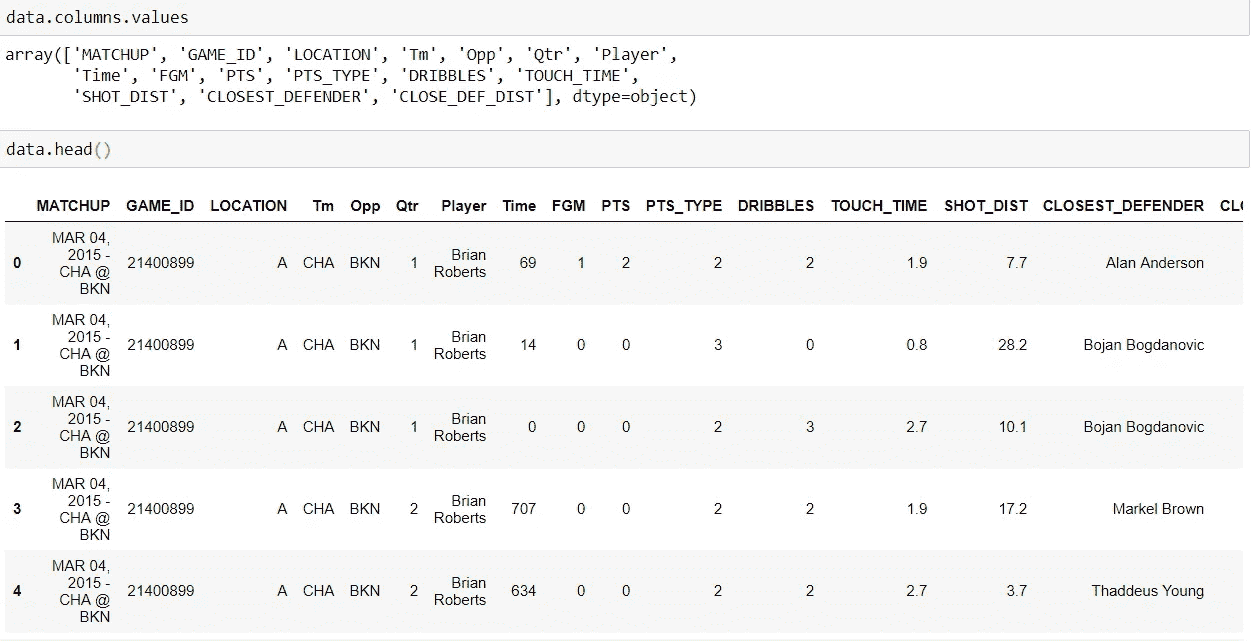 data.columns.values
array(['MATCHUP', 'GAME_ID', 'LOCATION', 'Tm', 'Opp', 'Qtr', 'Player',
'Time', 'FGM', 'PTS', 'PTS_TYPE', 'DRIBBLES', 'TOUCH_TIME',
'SHOT_DIST', 'CLOSEST_DEFENDER', 'CLOSE_DEF_DIST'], dtype=object)
data.head()
MATCHUP GAME_ID LOCATION Tm Opp Qtr Player Time FGM PTS PTS_TYPE DRIBBLES TOUCH_TIME SHOT_DIST CLOSEST_DEFENDER
MAR 04,
2015 - Brian
0 21400899 A CHA BKN 1 69 1 2 2 2 1.9 7.7 Alan Anderson
CHA @ Roberts
BKN
MAR 04,
2015 - Brian
1 21400899 A CHA BKN 1 14 0 0 3 0 0.8 28.2 Bojan Bogdanovic
CHA @ Roberts
BKN
MAR 04,
2015 - Brian
2 21400899 A CHA BKN 1 0 0 0 2 3 2.7 10.1 Bojan Bogdanovic
CHA @ Roberts
BKN
MAR 04,
2015 - Brian
3 21400899 A CHA BKN 2 707 0 0 2 2 1.9 17.2 Markel Brown
CHA @ Roberts
BKN
MAR 04,
2015 - Brian
4 21400899 A CHA BKN 2 634 0 0 2 2 2.7 3.7 Thaddeus Young
CHA @ Roberts
BKN